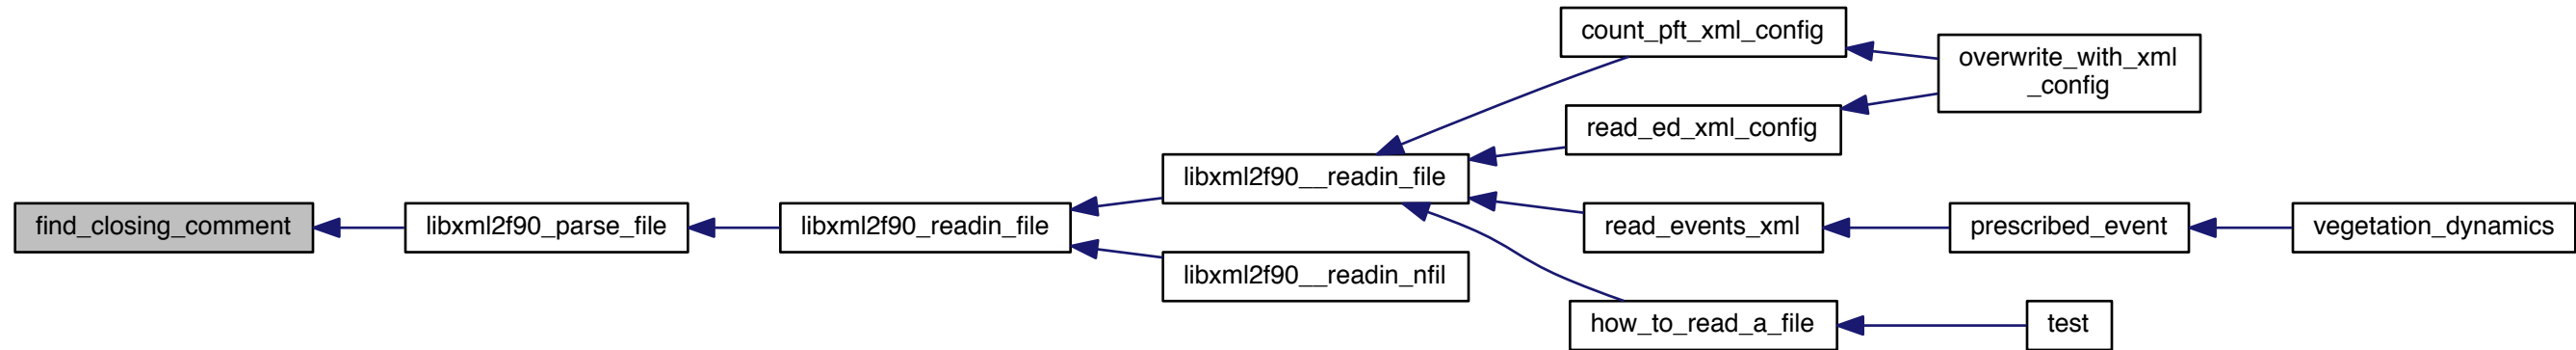 find_closing_comment
libxml2f90_parse_file
libxml2f90_readin_file
libxml2f90__readin_file
libxml2f90__readin_nfil
count_pft_xml_config
read_ed_xml_config
read_events_xml
how_to_read_a_file
overwrite_with_xml
_config
prescribed_event
test
vegetation_dynamics